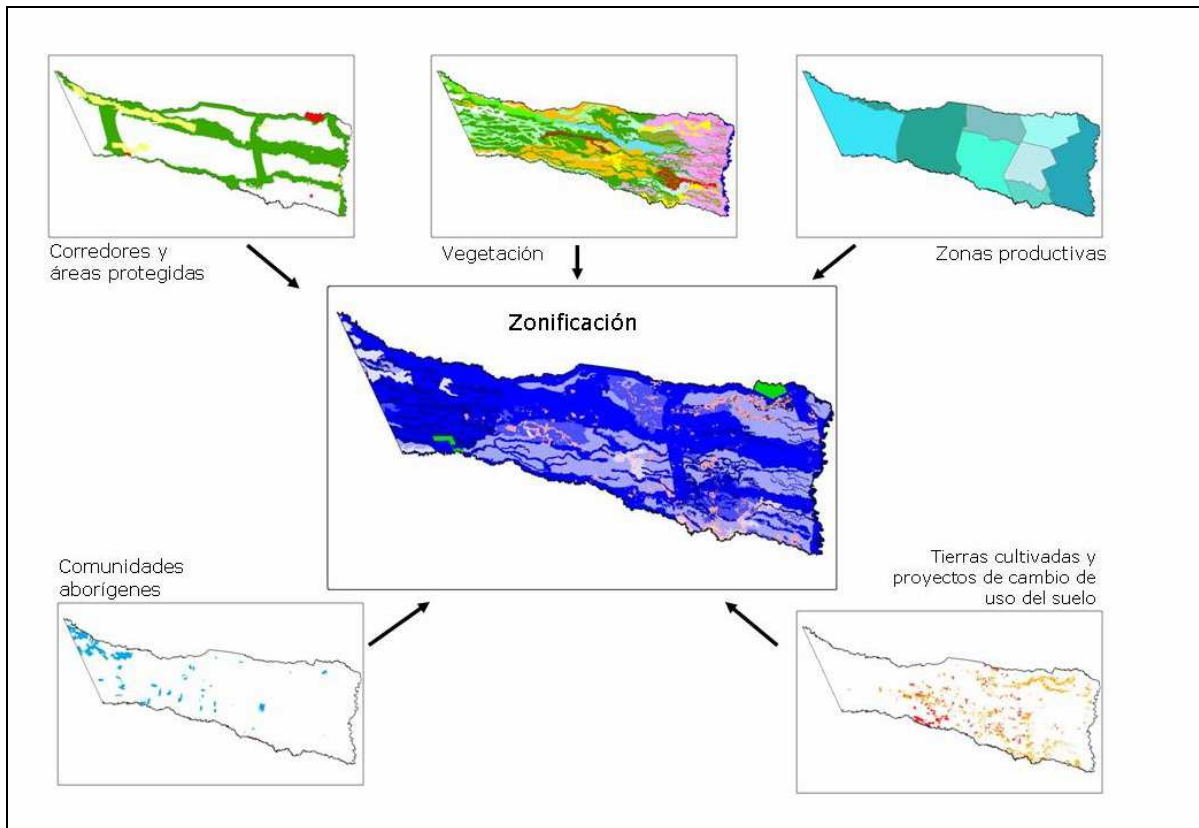 Corredores y
áreas protegidas
Vegetación
Zonas productivas
Zonificación
Comunidades
aborígenes
Tierras cultivadas y
proyectos de cambio de
uso del suelo